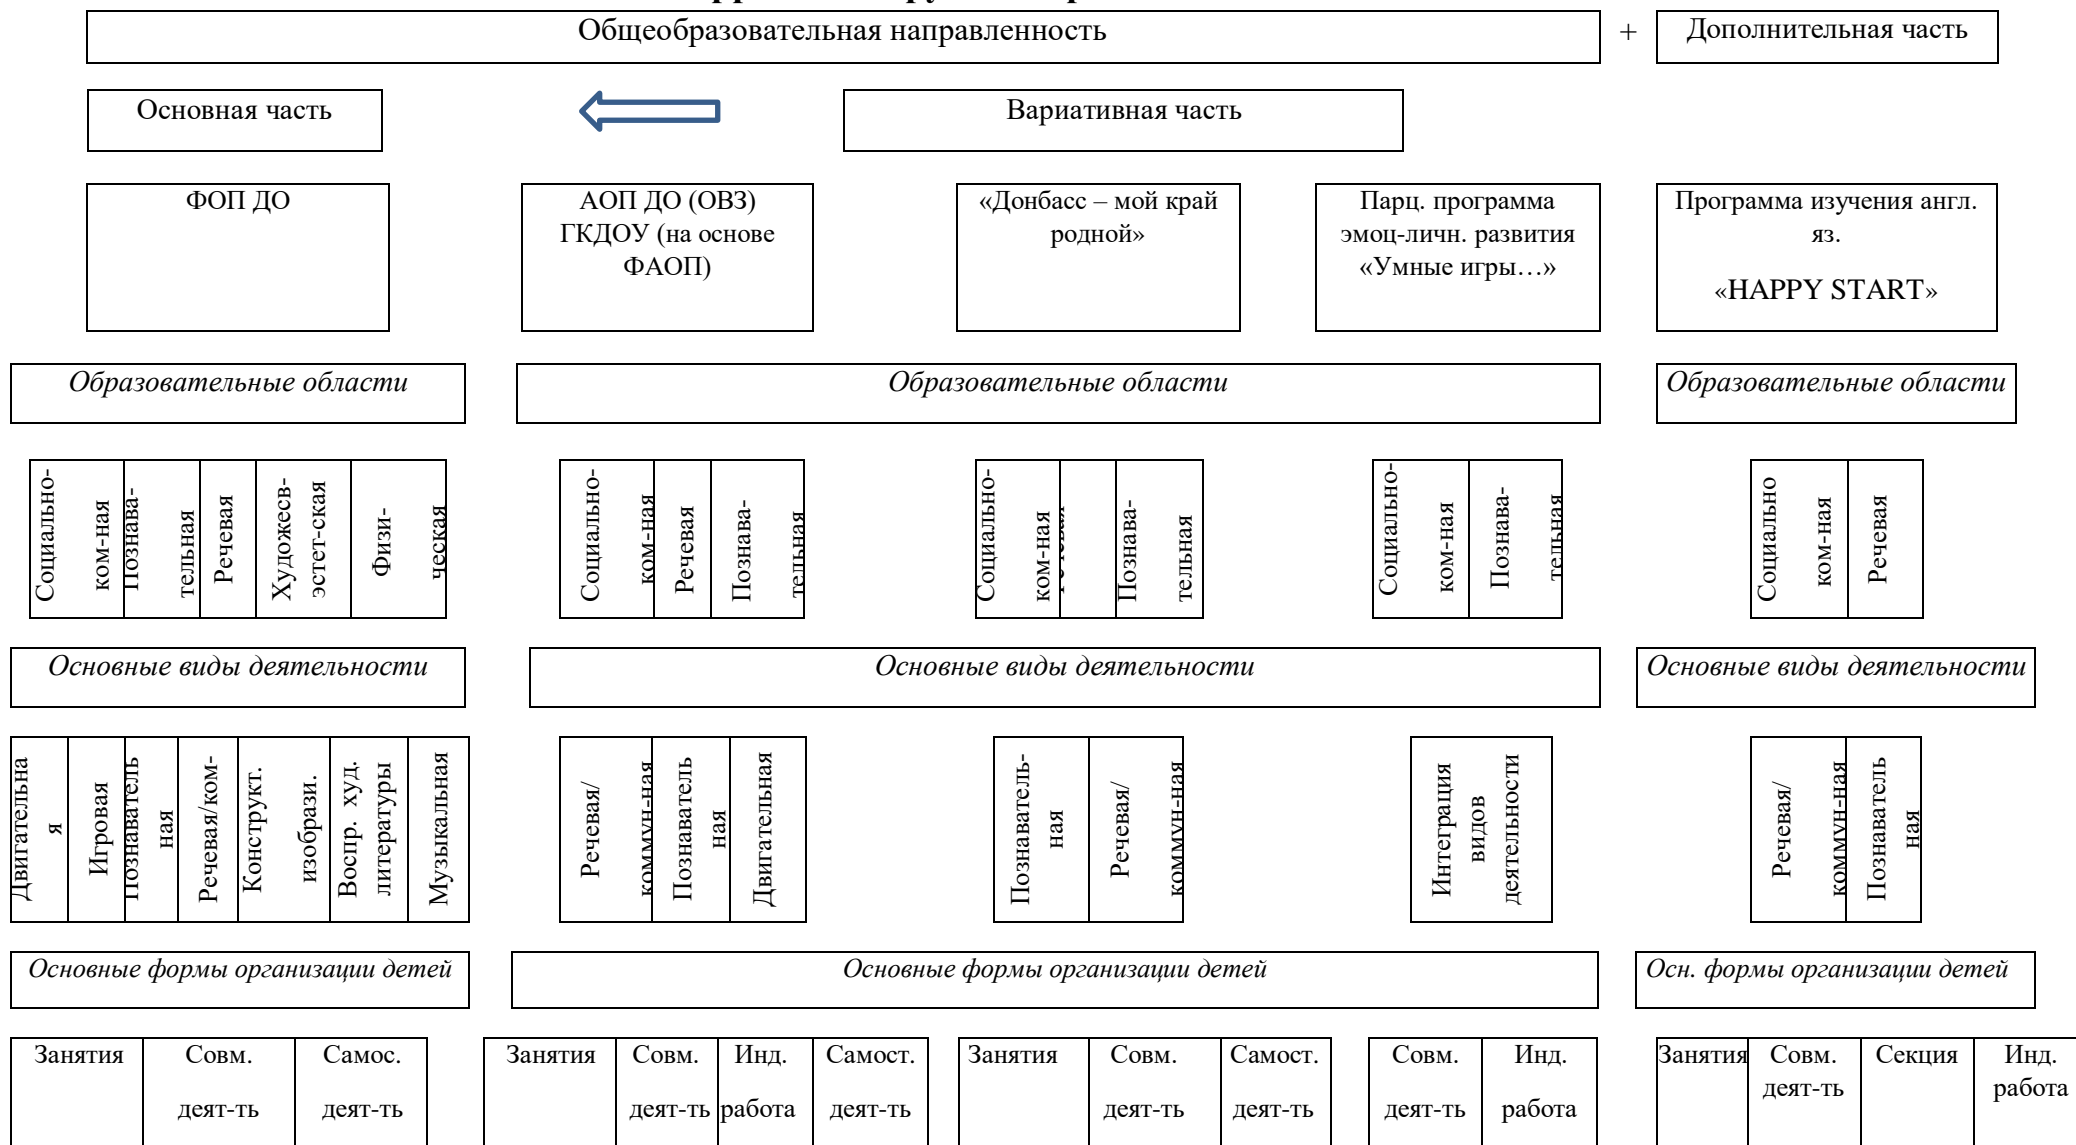 Общеобразовательная направленность
+
Дополнительная часть
Основная часть
Вариативная часть
ФОП ДО
АОП ДО (ОВЗ)
ГКДОУ (на основе
ФАОП)
«Донбасс – мой край
родной»
Парц. программа
эмоц-личн. развития
«Умные игры…»
Программа изучения англ.
яз.
«HAPPY START»
Образовательные области
Образовательные области
Образовательные области
Социально-
ком-ная
Познава-
тельная
Речевая
Художесв-
эстет-ская
Физи-
ческая
Социально-
ком-ная
Речевая
Познава-
тельная
Социально-
ком-ная
Познава-
тельная
Социально-
ком-ная
Познава-
тельная
Социально
ком-ная
Речевая
Основные виды деятельности
Основные виды деятельности
Основные виды деятельности
Двигательна
я
Игровая
Познаватель
ная
Речевая/ком-
Конструкт.
изобрази.
Воспр. худ.
литературы
Музыкальная
Речевая/
коммун-ная
Познаватель
ная
Двигательная
Познаватель-
ная
Речевая/
коммун-ная
Интеграция
видов
деятельности
Речевая/
коммун-ная
Познаватель
ная
Основные формы организации детей
Основные формы организации детей
Осн. формы организации детей
Занятия
Совм.
деят-ть
Самос.
деят-ть
Занятия
Совм.
деят-ть
Инд.
работа
Самост.
деят-ть
Занятия
Совм.
деят-ть
Самост.
деят-ть
Совм.
деят-ть
Инд.
работа
Занятия
Совм.
деят-ть
Секция
Инд.
работа